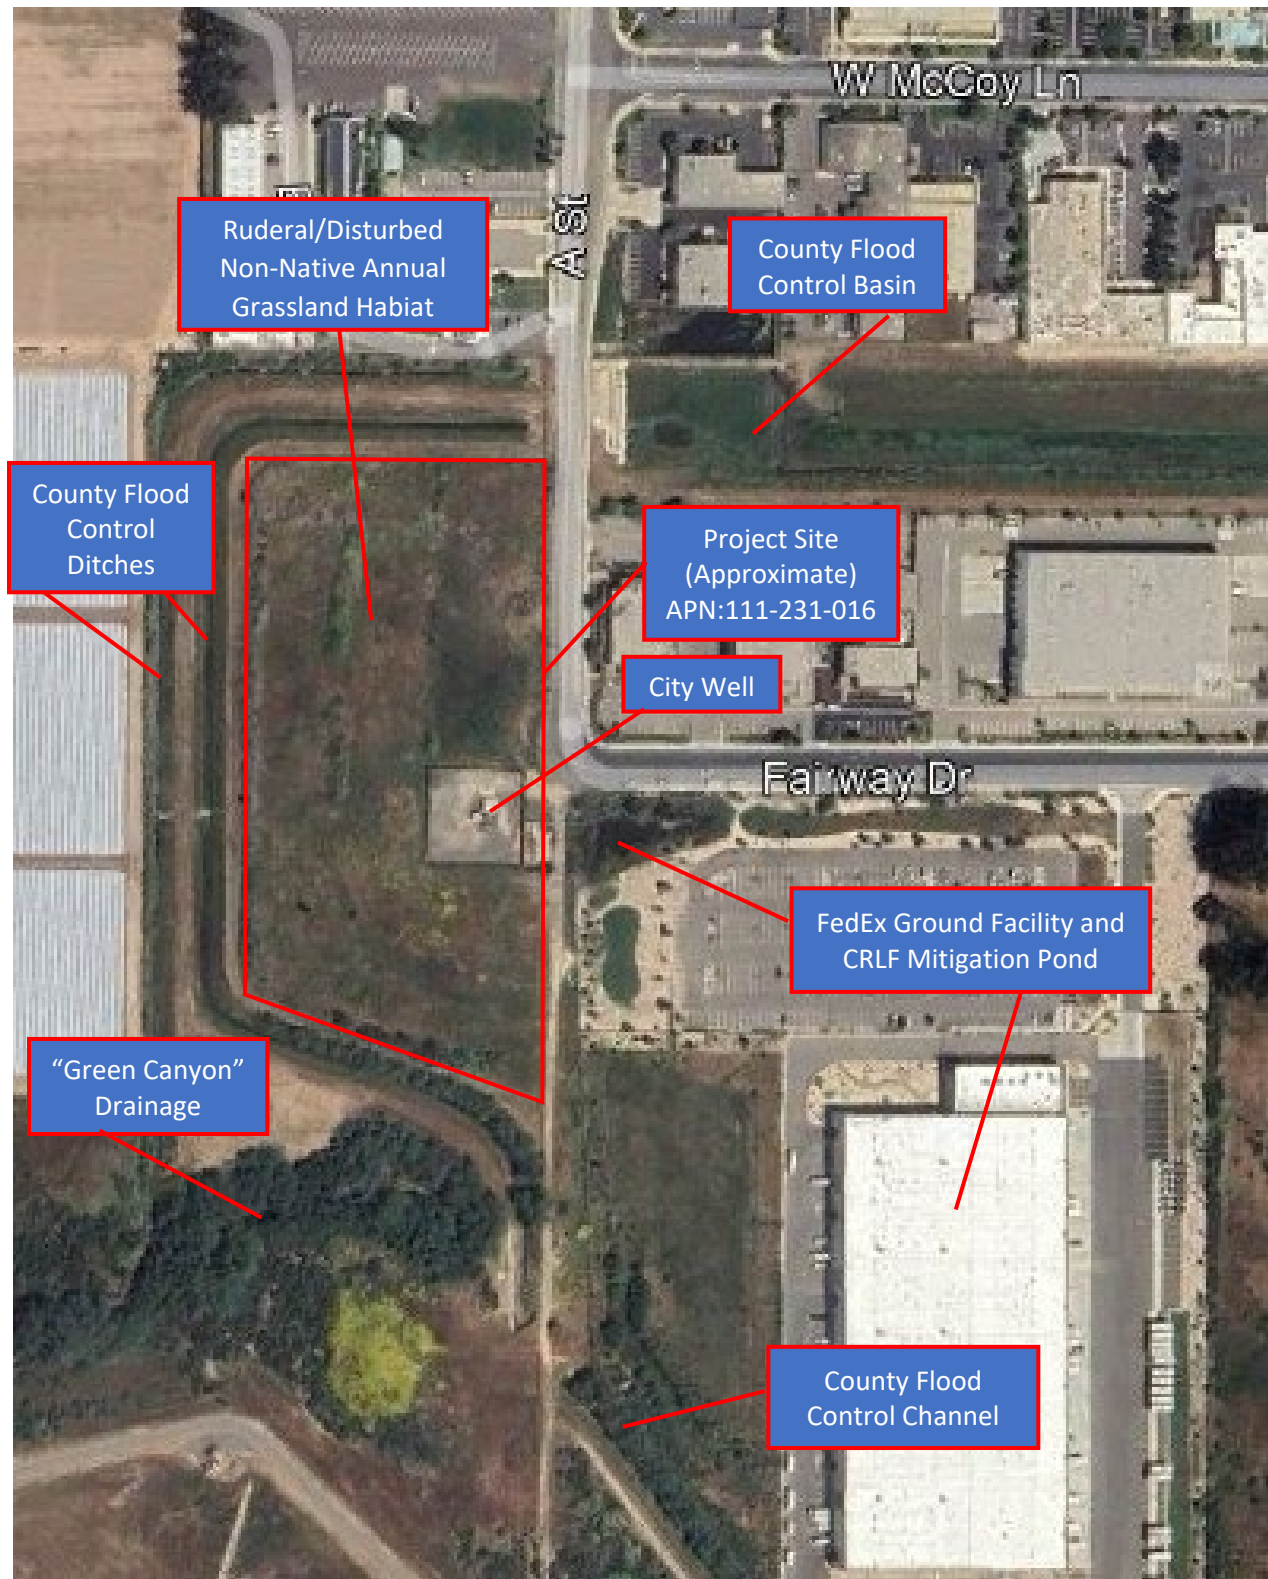 W McCoy Ln
A St
Ruderal/Disturbed
Non-Native Annual
Grassland Habiat
County Flood
Control Basin
County Flood
Control
Ditches
Project Site
(Approximate)
APN:111-231-016
City Well
Fairway Dr
FedEx Ground Facility and
CRLF Mitigation Pond
“Green Canyon”
Drainage
County Flood
Control Channel